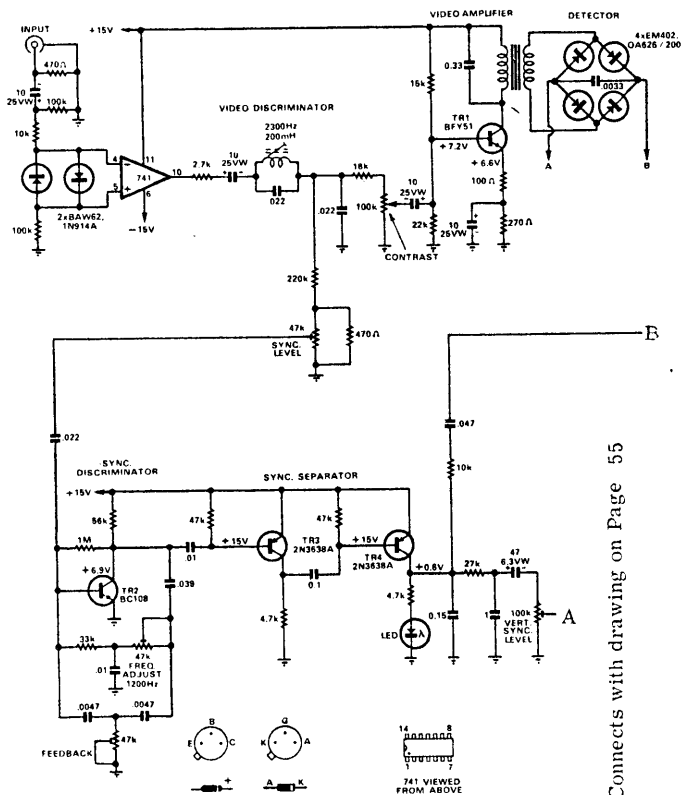 VIDEO AMPLIFIER
DETECTOR
INPUT
+15V
4xEM402,
OA626 / 200
470Ω
10
25VW
100k
10k
0.33
15k
.0033
VIDEO DISCRIMINATOR
2300Hz
200mH
TR1
BFY51
+7.2V
+6.6V
A
B
4
11
741
10
5
6
2.7k
10
25VW
.022
18k
.022
100k
10
25VW
100Ω
2xBAW62,
1N914A
-15V
100k
22k
10
25VW
270Ω
CONTRAST
220k
47k
SYNC.
LEVEL
470Ω
B
.022
.047
SYNC.
DISCRIMINATOR
SYNC. SEPARATOR
10k
+15V
56k
47k
47k
1M
+15V
+15V
TR3
2N3638A
TR4
2N3638A
.01
+0.6V
27k
47
6.3VW
+6.9V
TR2
BC108
.039
0.1
4.7k
4.7k
0.15
1
100k
VERT.
SYNC.
LEVEL
A
LED
λ
33k
47k
FREQ.
ADJUST
1200Hz
.01
.0047
.0047
47k
FEEDBACK
B
E
C
G
K
A
14
8
1
7
+
A
K
741 VIEWED
FROM ABOVE
Connects with drawing on Page 55